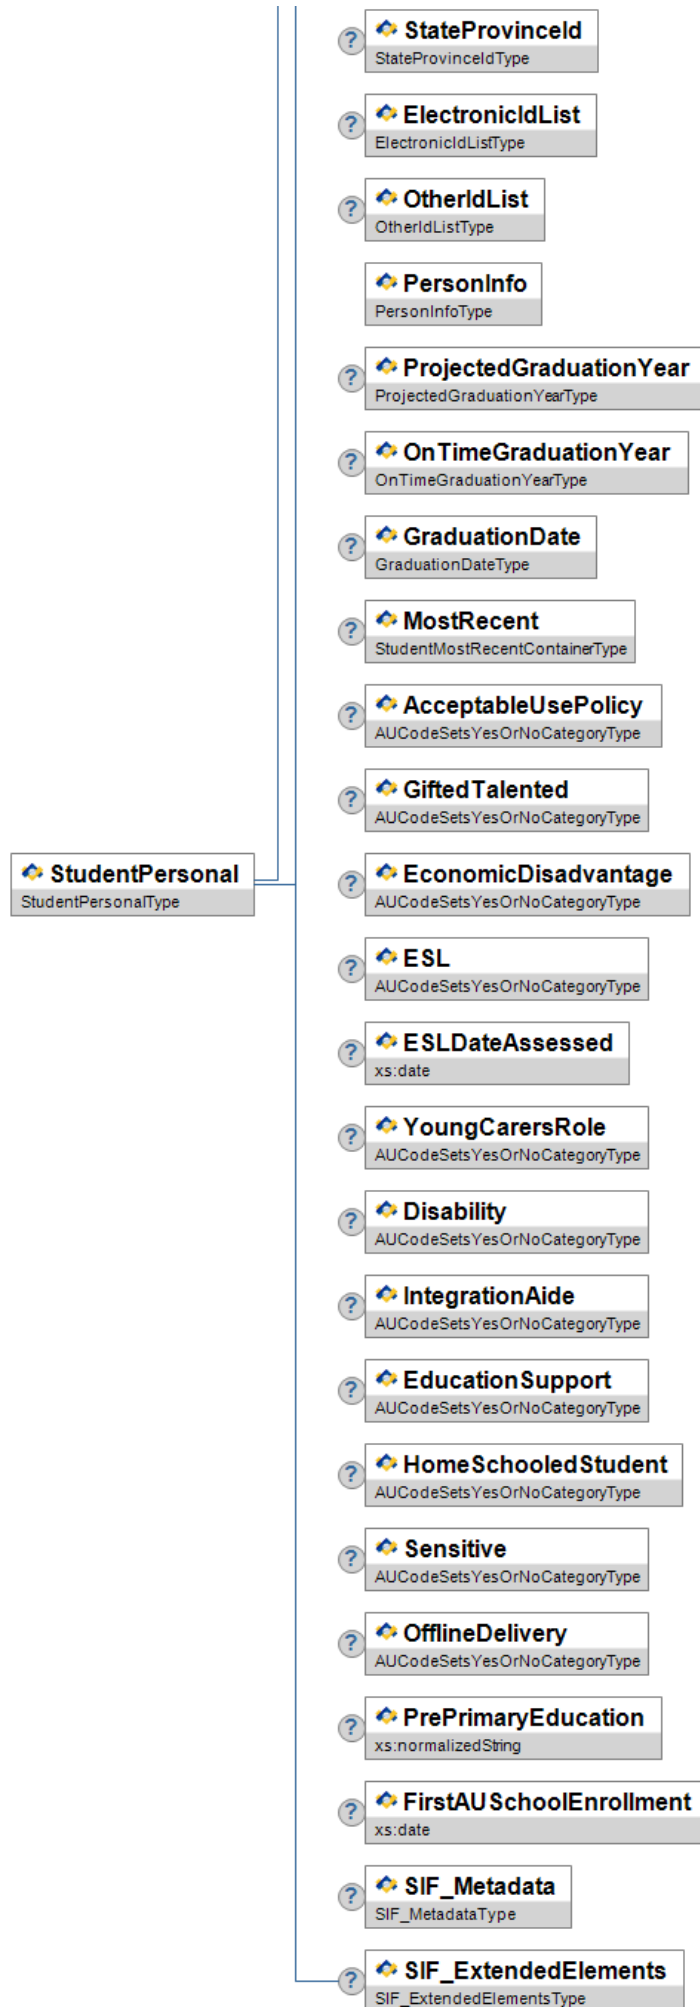 ?
StateProvinceId
StateProvinceIdType
?
ElectronicIdList
ElectronicIdListType
?
OtherIdList
OtherIdListType
PersonInfo
PersonInfoType
?
ProjectedGraduationYear
ProjectedGraduationYearType
?
OnTimeGraduationYear
OnTimeGraduationYearType
?
GraduationDate
GraduationDateType
?
MostRecent
StudentMostRecentContainerType
?
AcceptableUsePolicy
AUCodeSetsYesOrNoCategoryType
?
GiftedTalented
AUCodeSetsYesOrNoCategoryType
StudentPersonal
StudentPersonalType
?
EconomicDisadvantage
AUCodeSetsYesOrNoCategoryType
?
ESL
AUCodeSetsYesOrNoCategoryType
?
ESLDateAssessed
xs:date
?
YoungCarersRole
AUCodeSetsYesOrNoCategoryType
?
Disability
AUCodeSetsYesOrNoCategoryType
?
IntegrationAide
AUCodeSetsYesOrNoCategoryType
?
EducationSupport
AUCodeSetsYesOrNoCategoryType
?
HomeSchooledStudent
AUCodeSetsYesOrNoCategoryType
?
Sensitive
AUCodeSetsYesOrNoCategoryType
?
OfflineDelivery
AUCodeSetsYesOrNoCategoryType
?
PrePrimaryEducation
xs:normalizedString
?
FirstAUSchoolEnrollment
xs:date
?
SIF_Metadata
SIF_MetadataType
?
SIF_ExtendedElements
SIF_ExtendedElementsType